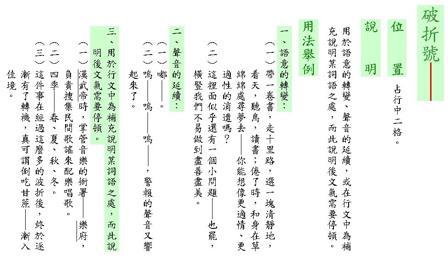 破折號——
位　置　占行中二格。
說　明
用於語意的轉變、聲音的延續，或在行文中為補
充說明某詞語之處，而此說明後文氣需要停頓。
用法舉例
一、語意的轉變：
（一）帶一卷書，走十里路，選一塊清靜地，
看天，聽鳥，讀書；倦了時，和身在草
綿綿處尋夢去——你能想像更適情、更
適性的消遣嗎？
（二）這裡面似乎還有一個小問題——也罷，
橫豎我們不易做到盡善盡美。
二、聲音的延續：
（一）嘟——。
（二）嗚——嗚——嗚——，警報的聲音又響
起來了。
三、用於行文中為補充說明某詞語之處，而此說
明後文氣需要停頓。
（一）漢武帝時，掌管音樂的衙署——樂府，
負責搜集民間歌謠來配樂唱歌。
（二）四季——春、夏、秋、冬。
（三）這件事在經過這麼多的波折後，終於逐
漸有了轉機，真可謂倒吃甘蔗——漸入
佳境。